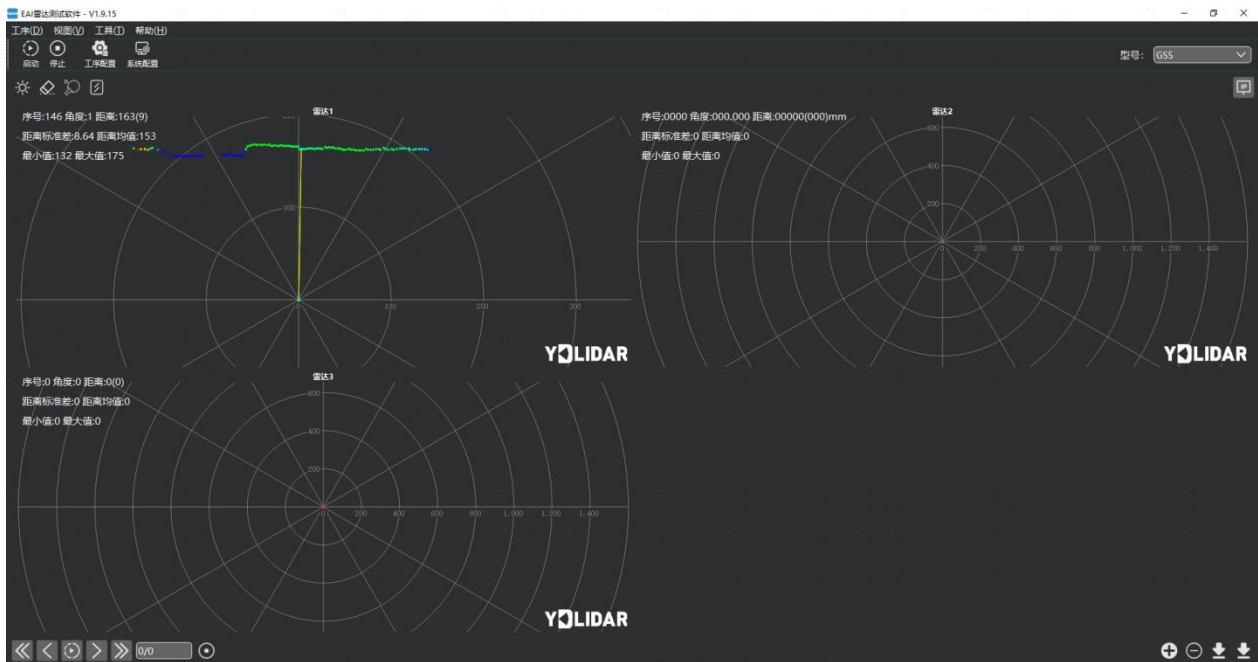 EAI雷达测试软件 - V1.9.15
工序(D) 视图(V) 工具(T) 帮助(H)
启动 停止 工序配置 系统配置
型号: GS5
雷达1
序号:146 角度:1 距离:163(9)
距离标准差:8.64 距离均值:153
最小值:132 最大值:175
100
0 100 200 300
YDLIDAR
雷达2
序号:0000 角度:000.000 距离:00000(000)mm
距离标准差:0 距离均值:0
最小值:0 最大值:0
600
400
200
0 200 400 600 800 1,000 1,200 1,400
YDLIDAR
雷达3
序号:0 角度:0 距离:0(0)
距离标准差:0 距离均值:0
最小值:0 最大值:0
600
400
200
0 200 400 600 800 1,000 1,200 1,400
YDLIDAR
0/0